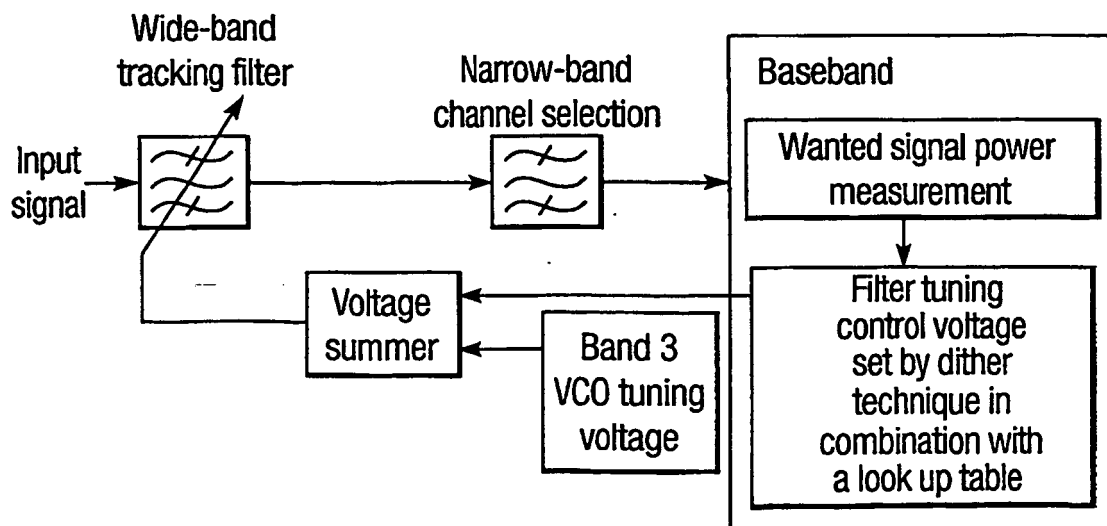 Wide-band
tracking filter
Narrow-band
channel selection
Baseband
Input
signal
Wanted signal power
measurement
Voltage
summer
Band 3
VCO tuning
voltage
Filter tuning
control voltage
set by dither
technique in
combination with
a look up table